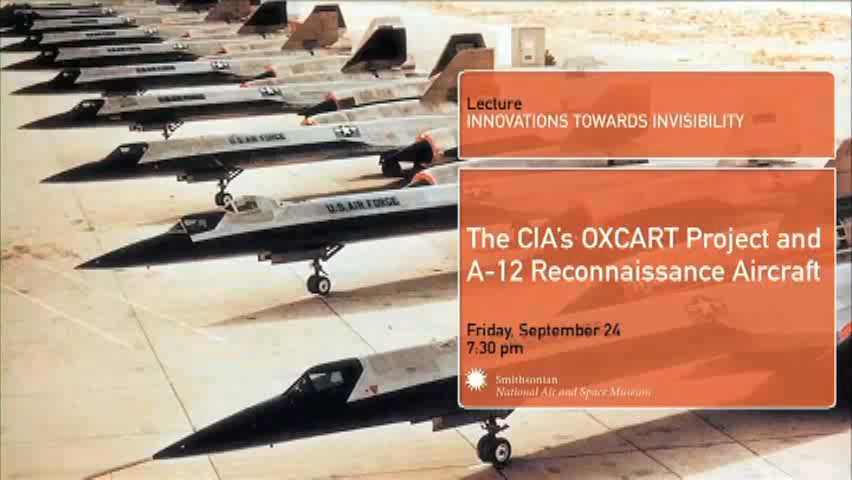 Lecture
INNOVATIONS TOWARDS INVISIBILITY
The CIA's OXCART Project and
A-12 Reconnaissance Aircraft
Friday, September 24
7:30 pm
Smithsonian
National Air and Space Museum
U.S. AIR FORCE
U.S. AIR FORCE